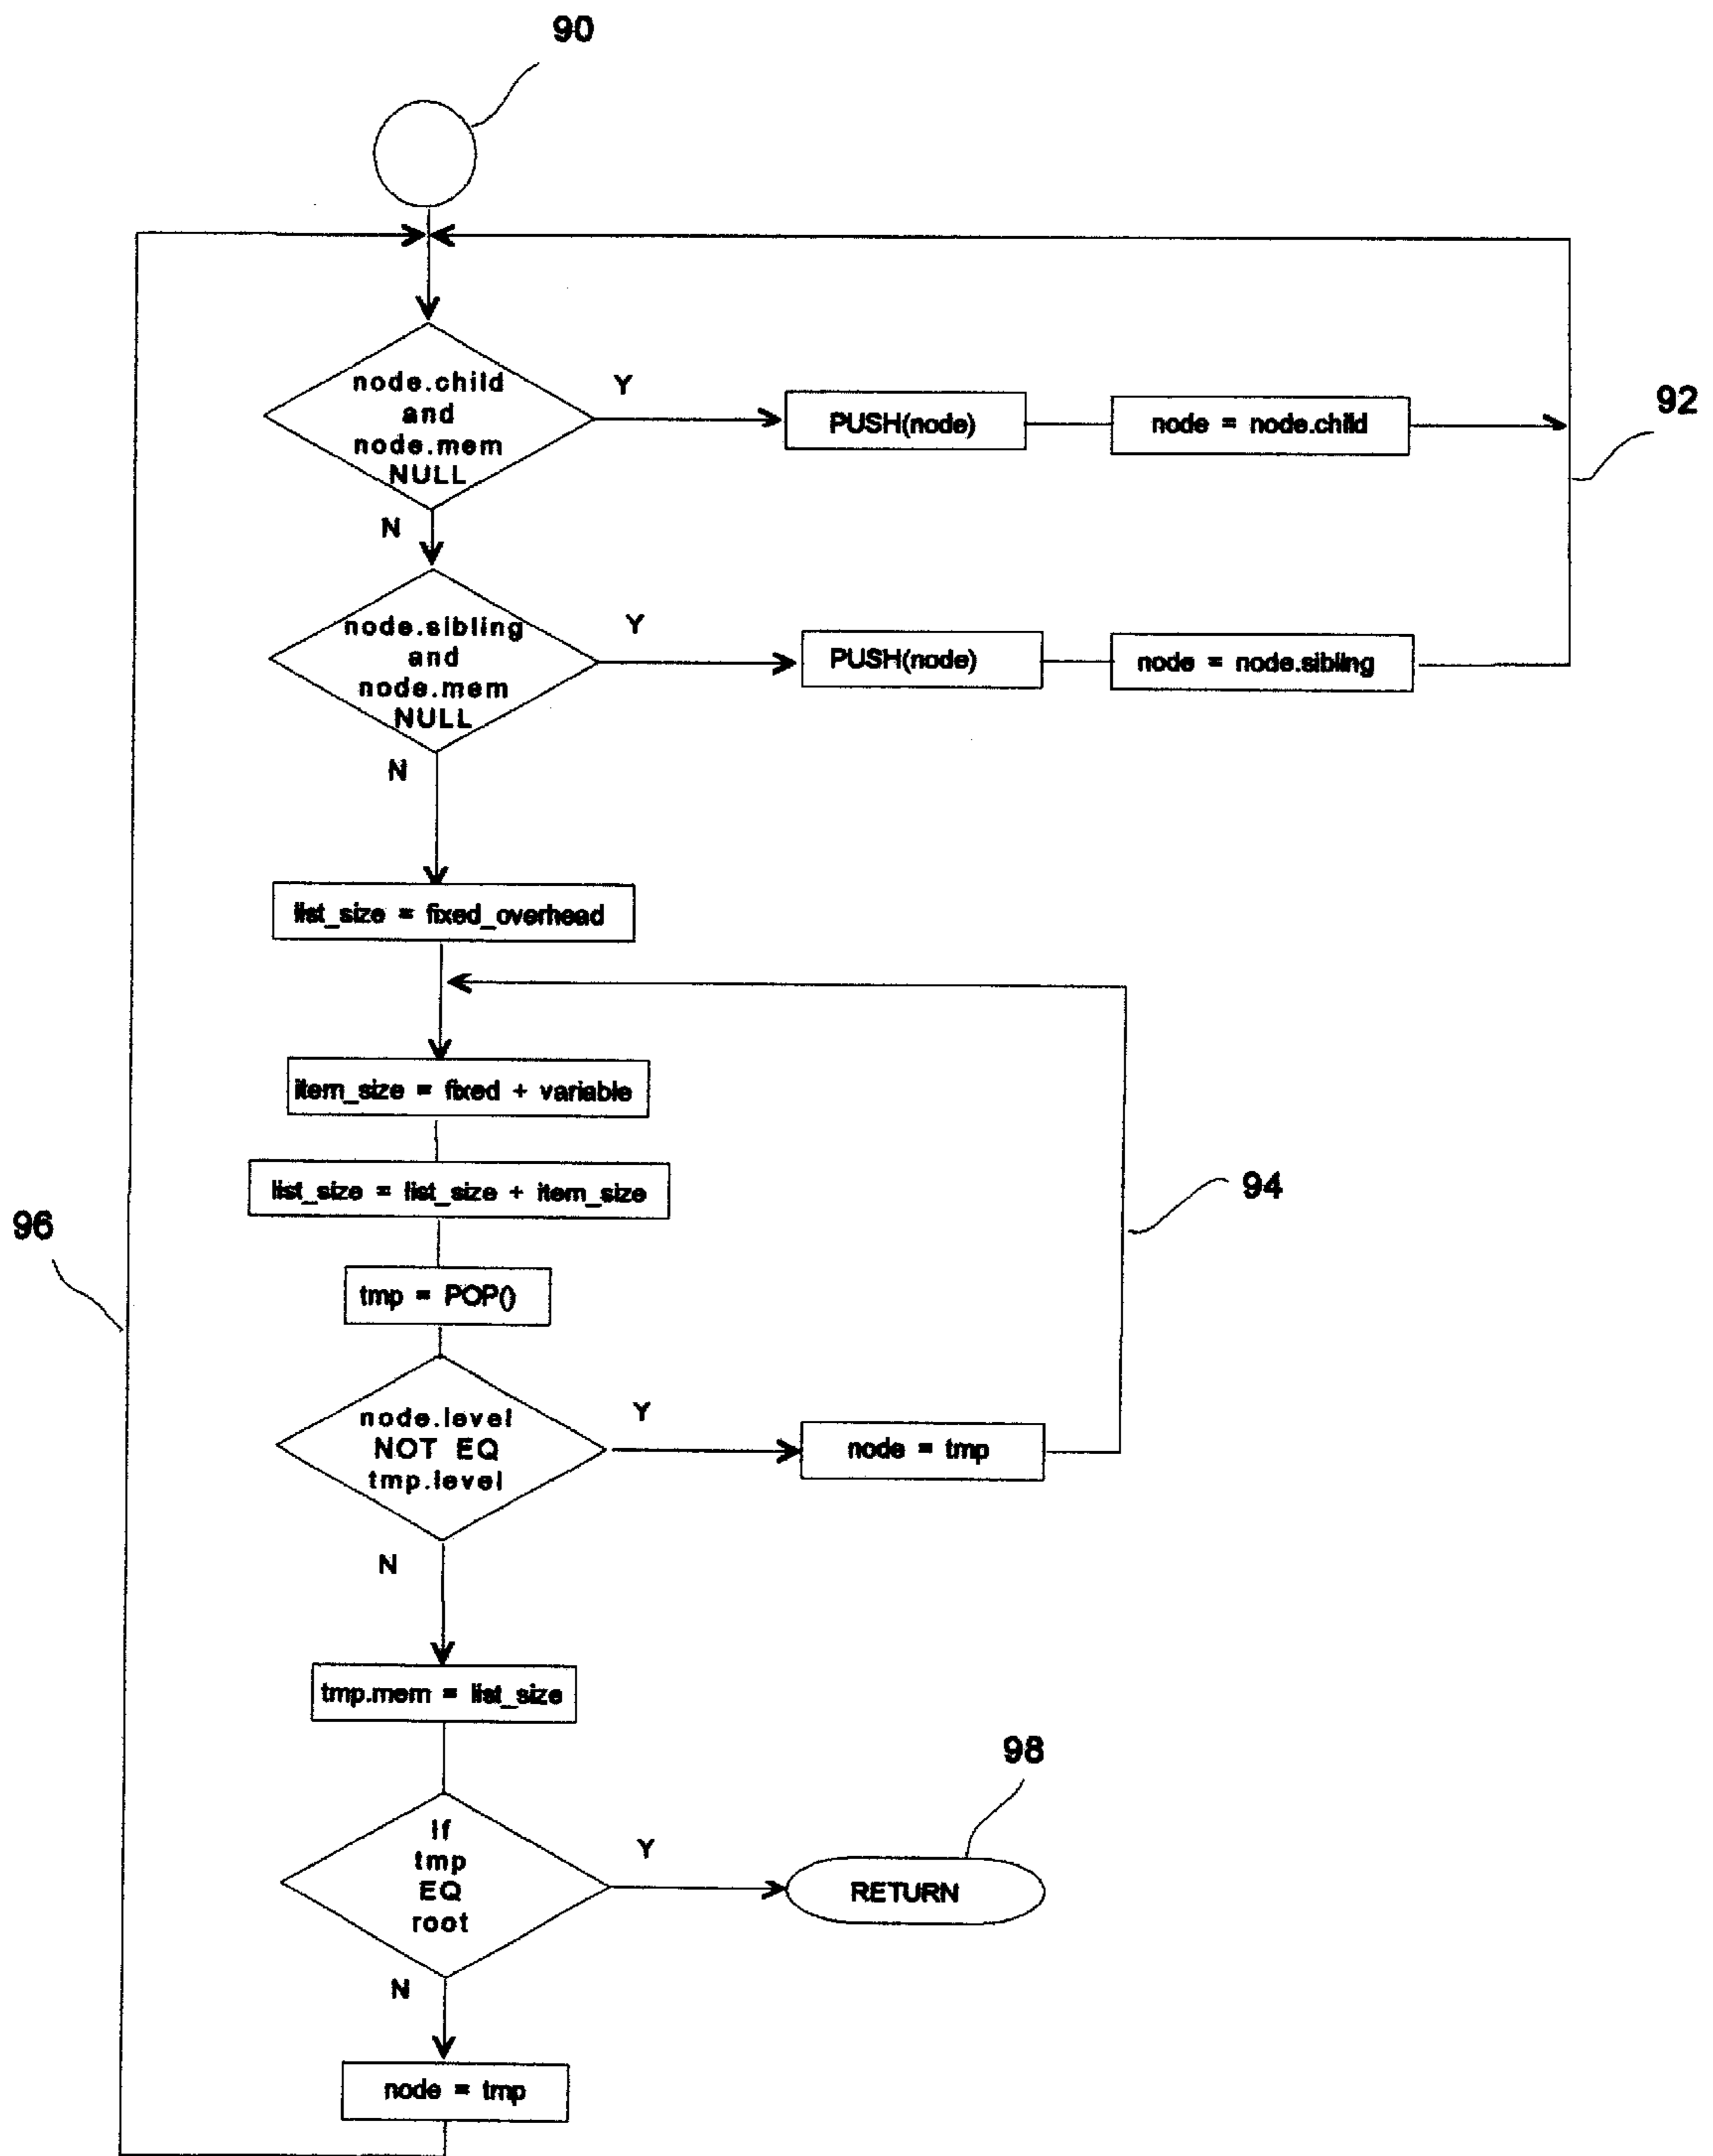 90
node.child
and
node.mem
NULL
Y
PUSH(node)
node = node.child
92
N
node.sibling
and
node.mem
NULL
Y
PUSH(node)
node = node.sibling
N
list_size = fixed_overhead
item_size = fixed + variable
list_size = list_size + item_size
94
96
tmp = POP()
node.level
NOT EQ
tmp.level
Y
node = tmp
N
tmp.mem = list_size
98
If
tmp
EQ
root
Y
RETURN
N
node = tmp